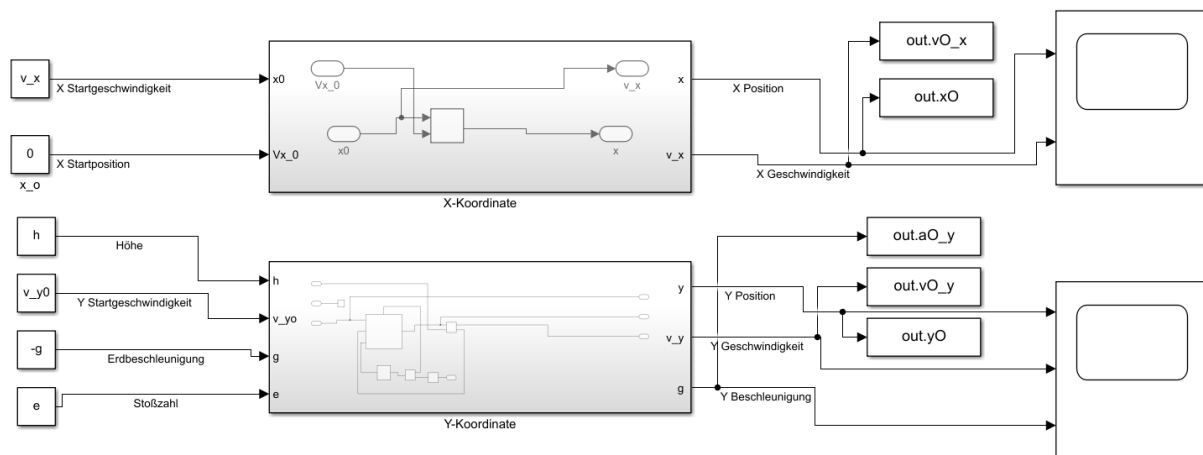 v_x
X Startgeschwindigkeit
0
X Startposition
x_o
x0
Vx_0
Vx_0
x0
v_x
x
x
v_x
X-Koordinate
X Position
X Geschwindigkeit
out.vO_x
out.xO
h
Höhe
v_y0
Y Startgeschwindigkeit
-g
Erdbeschleunigung
e
Stoßzahl
h
v_yo
g
e
y
v_y
g
Y-Koordinate
Y Position
Y Geschwindigkeit
Y Beschleunigung
out.aO_y
out.vO_y
out.yO